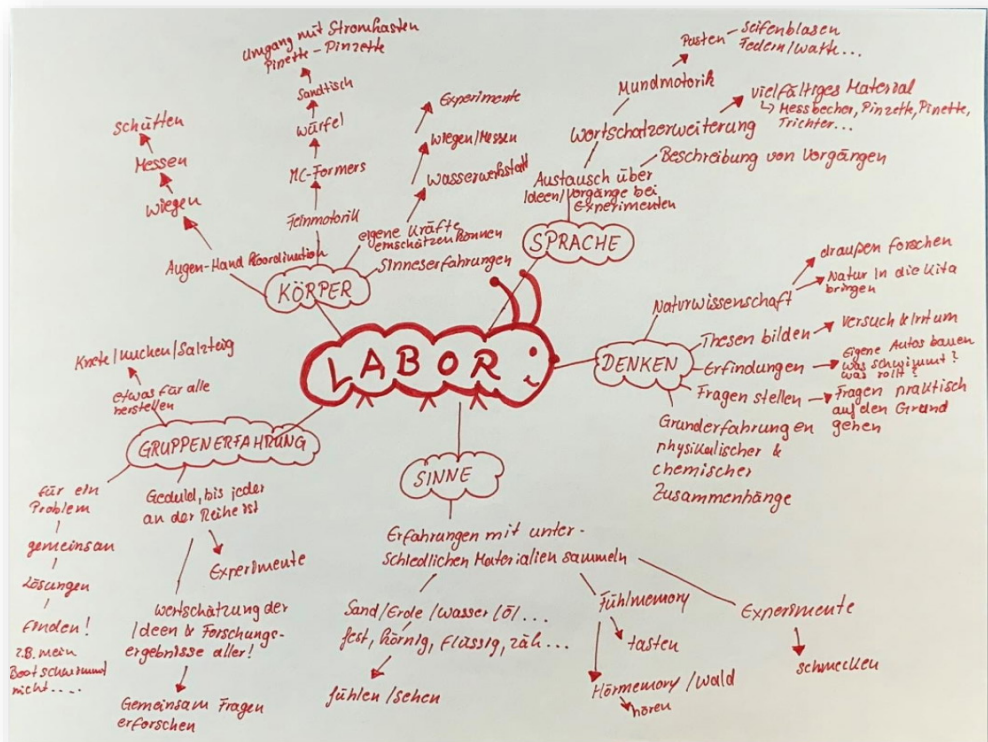 LABOR
KÖRPER
Augen-Hand Koordination
Wiegen
Messen
Schütten
Feinmotorik
MC-Formers
Würfel
Sandtisch
Umgang mit Stromkasten
Pinette - Pinzette
eigene Kräfte
einschätzen können
Wasserwerkstatt
Wiegen/Messen
Experimente
Sinneserfahrungen
SPRACHE
Austausch über
Ideen/Vorgänge bei
Experimenten
Wortschatzerweiterung
Mundmotorik
Pusten - Seifenblasen
Federn/Watte...
vielfältiges Material
↳ Messbecher, Pinzette, Pinette,
Trichter...
Beschreibung von Vorgängen
DENKEN
Naturwissenschaft
draußen forschen
Natur in die Kita
bringen
Thesen bilden
Versuch & Irrtum
Erfindungen
Eigene Autos bauen
was schwimmt?
was rollt?
Fragen stellen
Fragen praktisch
auf den Grund
gehen
Grunderfahrungen
physikalischer &
chemischer
Zusammenhänge
SINNE
Erfahrungen mit unter-
schiedlichen Materialien sammeln
Sand/Erde/Wasser/Öl...
fest, körnig, flüssig, zäh...
fühlen/sehen
Fühlmemory
tasten
Hörmemory/Wald
hören
Experimente
schmecken
GRUPPENERFAHRUNG
etwas für alle
herstellen
Knete/Kuchen/Salzteig
für ein
Problem
gemeinsam
Lösungen
finden!
z.B. mein
Boot schwimmt
nicht....
Geduld, bis jeder
an der Reihe ist
Experimente
Wertschätzung der
Ideen & Forschungs-
ergebnisse aller!
Gemeinsam Fragen
erforschen